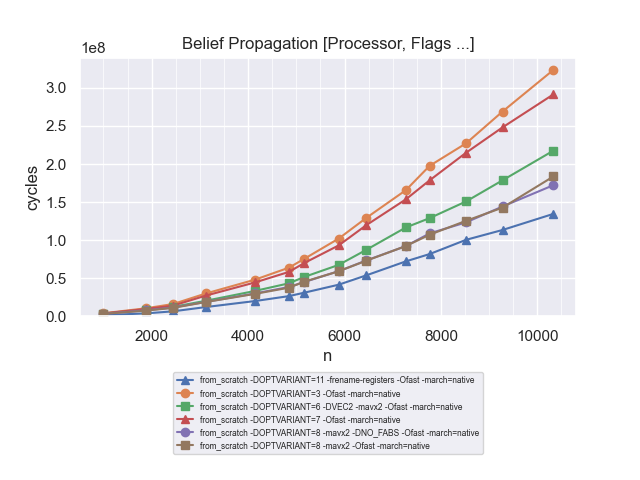 Belief Propagation [Processor, Flags ...]
1e8
cycles
3.0
2.5
2.0
1.5
1.0
0.5
0.0
2000 4000 6000 8000 10000
n
from_scratch -DOPTVARIANT=11 -frename-registers -Ofast -march=native
from_scratch -DOPTVARIANT=3 -Ofast -march=native
from_scratch -DOPTVARIANT=6 -DVEC2 -mavx2 -Ofast -march=native
from_scratch -DOPTVARIANT=7 -Ofast -march=native
from_scratch -DOPTVARIANT=8 -mavx2 -DNO_FABS -Ofast -march=native
from_scratch -DOPTVARIANT=8 -mavx2 -Ofast -march=native